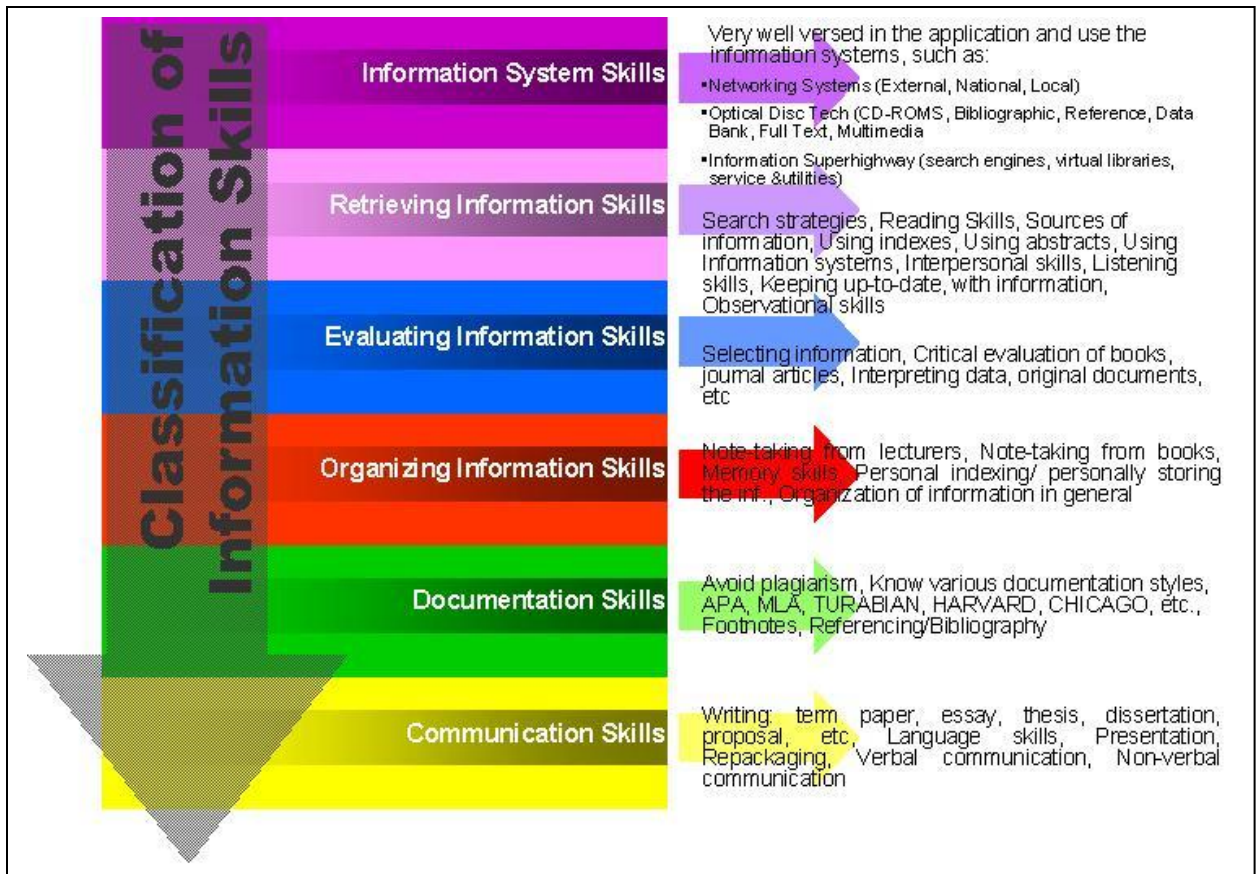 Classification of
Information Skills
Information System Skills
Very well versed in the application and use the
information systems, such as:
▪Networking Systems (External, National, Local)
▪Optical Disc Tech (CD-ROMS, Bibliographic, Reference, Data
Bank, Full Text, Multimedia
▪Information Superhighway (search engines, virtual libraries,
service &utilities)
Retrieving Information Skills
Search strategies, Reading Skills, Sources of
information, Using indexes, Using abstracts, Using
Information systems, Interpersonal skills, Listening
skills, Keeping up-to-date, with information,
Observational skills
Evaluating Information Skills
Selecting information, Critical evaluation of books,
journal articles, Interpreting data, original documents,
etc
Organizing Information Skills
Note-taking from lecturers, Note-taking from books,
Memory skills, Personal indexing/ personally storing
the inf., Organization of information in general
Documentation Skills
Avoid plagiarism, Know various documentation styles,
APA, MLA, TURABIAN, HARVARD, CHICAGO, etc.,
Footnotes, Referencing/Bibliography
Communication Skills
Writing: term paper, essay, thesis, dissertation,
proposal, etc, Language skills, Presentation,
Repackaging, Verbal communication, Non-verbal
communication